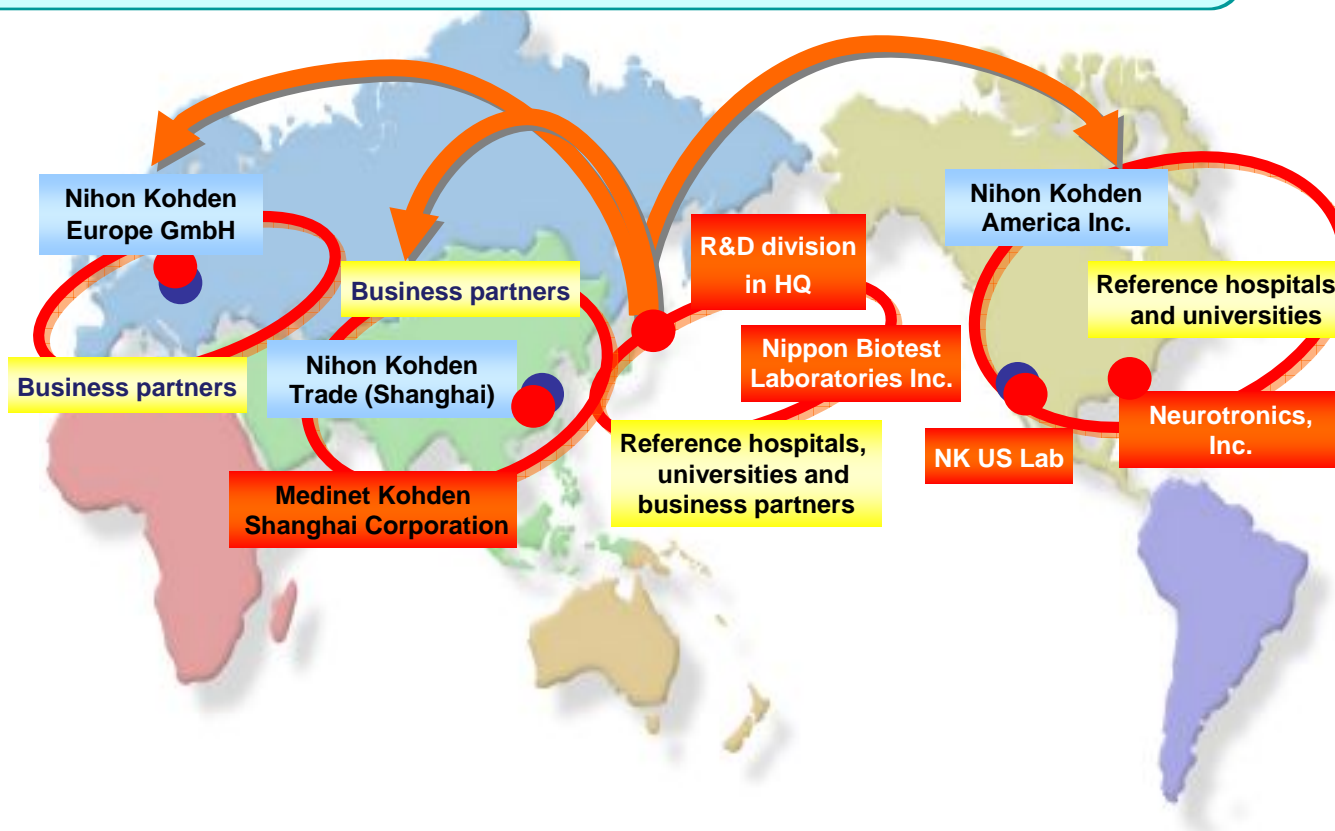 Nihon Kohden
Europe GmbH
Business partners
Business partners
Nihon Kohden
Trade (Shanghai)
Medinet Kohden
Shanghai Corporation
R&D division
in HQ
Nippon Biotest
Laboratories Inc.
Reference hospitals,
universities and
business partners
Nihon Kohden
America Inc.
Reference hospitals
and universities
NK US Lab
Neurotronics,
Inc.